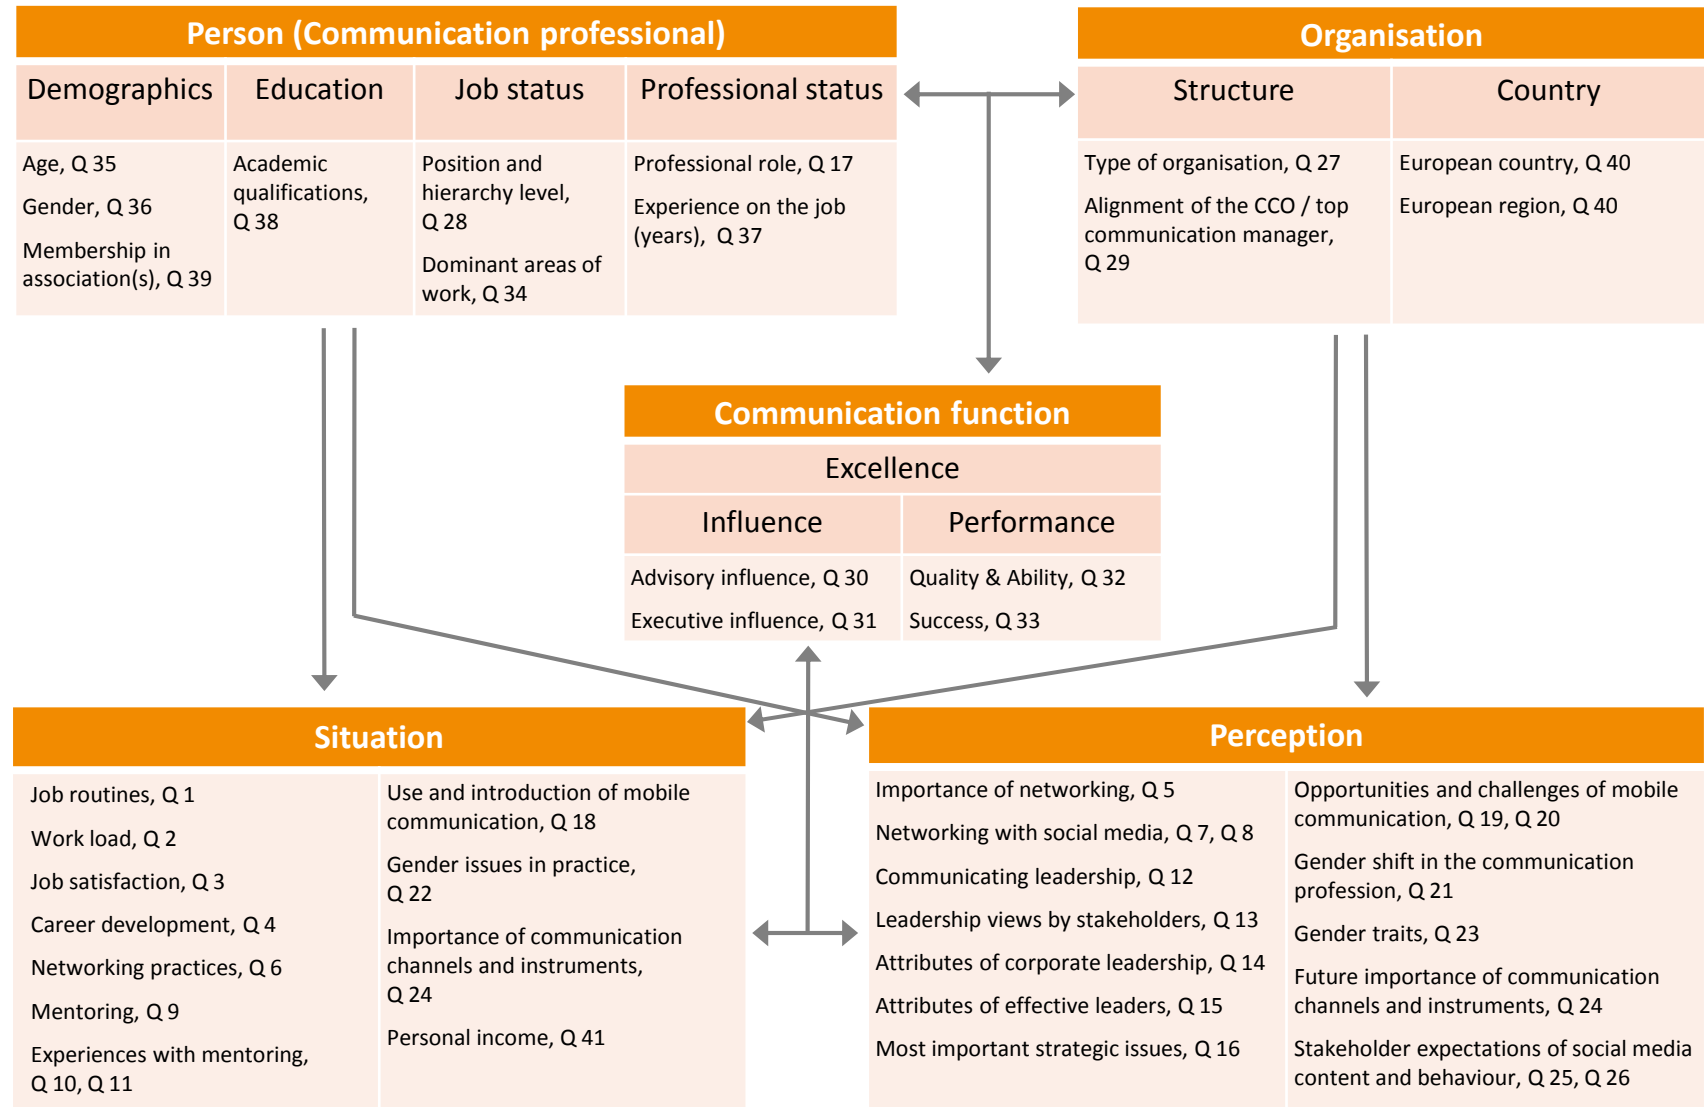 Person (Communication professional)
Demographics
Education
Job status
Professional status
Age, Q 35
Gender, Q 36
Membership in
association(s), Q 39
Academic
qualifications,
Q 38
Position and
hierarchy level,
Q 28
Dominant areas of
work, Q 34
Professional role, Q 17
Experience on the job
(years), Q 37
Organisation
Structure
Country
Type of organisation, Q 27
Alignment of the CCO / top
communication manager,
Q 29
European country, Q 40
European region, Q 40
Communication function
Excellence
Influence
Performance
Advisory influence, Q 30
Executive influence, Q 31
Quality & Ability, Q 32
Success, Q 33
Situation
Job routines, Q 1
Work load, Q 2
Job satisfaction, Q 3
Career development, Q 4
Networking practices, Q 6
Mentoring, Q 9
Experiences with mentoring,
Q 10, Q 11
Use and introduction of mobile
communication, Q 18
Gender issues in practice,
Q 22
Importance of communication
channels and instruments,
Q 24
Personal income, Q 41
Perception
Importance of networking, Q 5
Networking with social media, Q 7, Q 8
Communicating leadership, Q 12
Leadership views by stakeholders, Q 13
Attributes of corporate leadership, Q 14
Attributes of effective leaders, Q 15
Most important strategic issues, Q 16
Opportunities and challenges of mobile
communication, Q 19, Q 20
Gender shift in the communication
profession, Q 21
Gender traits, Q 23
Future importance of communication
channels and instruments, Q 24
Stakeholder expectations of social media
content and behaviour, Q 25, Q 26